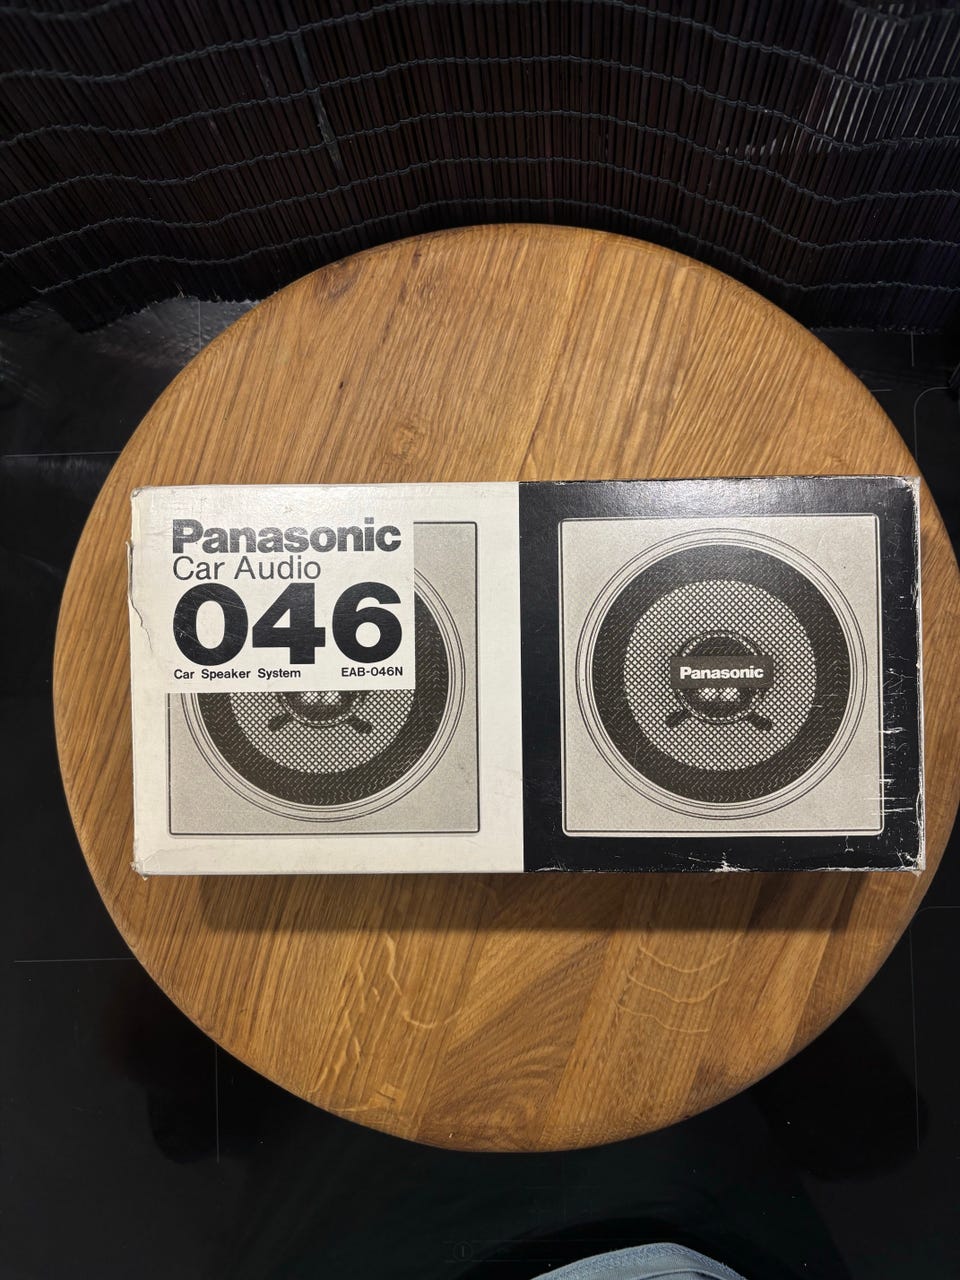 Panasonic
Car Audio
046
Car Speaker System EAB-046N
Panasonic